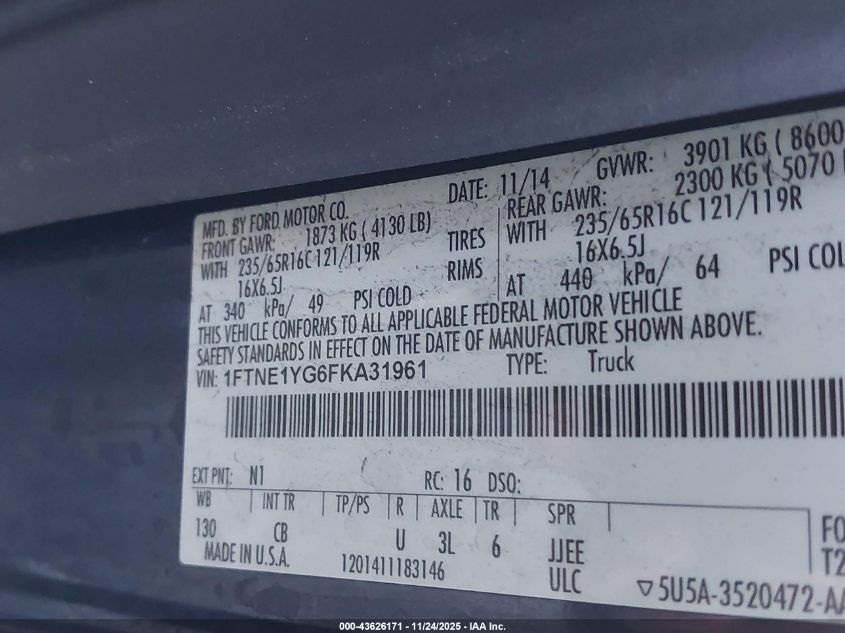 MFD. BY FORD MOTOR CO. DATE: 11/14 GVWR: 3901 KG ( 8600
FRONT GAWR: 1873 KG ( 4130 LB) REAR GAWR: 2300 KG ( 5070
WITH 235/65R16C 121/119R TIRES WITH 235/65R16C 121/119R
16X6.5J RIMS 16X6.5J
AT 340 kPa/ 49 PSI COLD AT 440 kPa/ 64 PSI COL
THIS VEHICLE CONFORMS TO ALL APPLICABLE FEDERAL MOTOR VEHICLE
SAFETY STANDARDS IN EFFECT ON THE DATE OF MANUFACTURE SHOWN ABOVE.
VIN: 1FTNE1YG6FKA31961 TYPE: Truck
EXT PNT: N1 RC: 16 DSO:
WB INT TR TP/PS R AXLE TR SPR
130 CB U 3L 6 JJEE FO
MADE IN U.S.A. 1201411183146 ULC T2
▽5U5A-3520472-AA
000-43626171 - 11/24/2025 - IAA Inc.